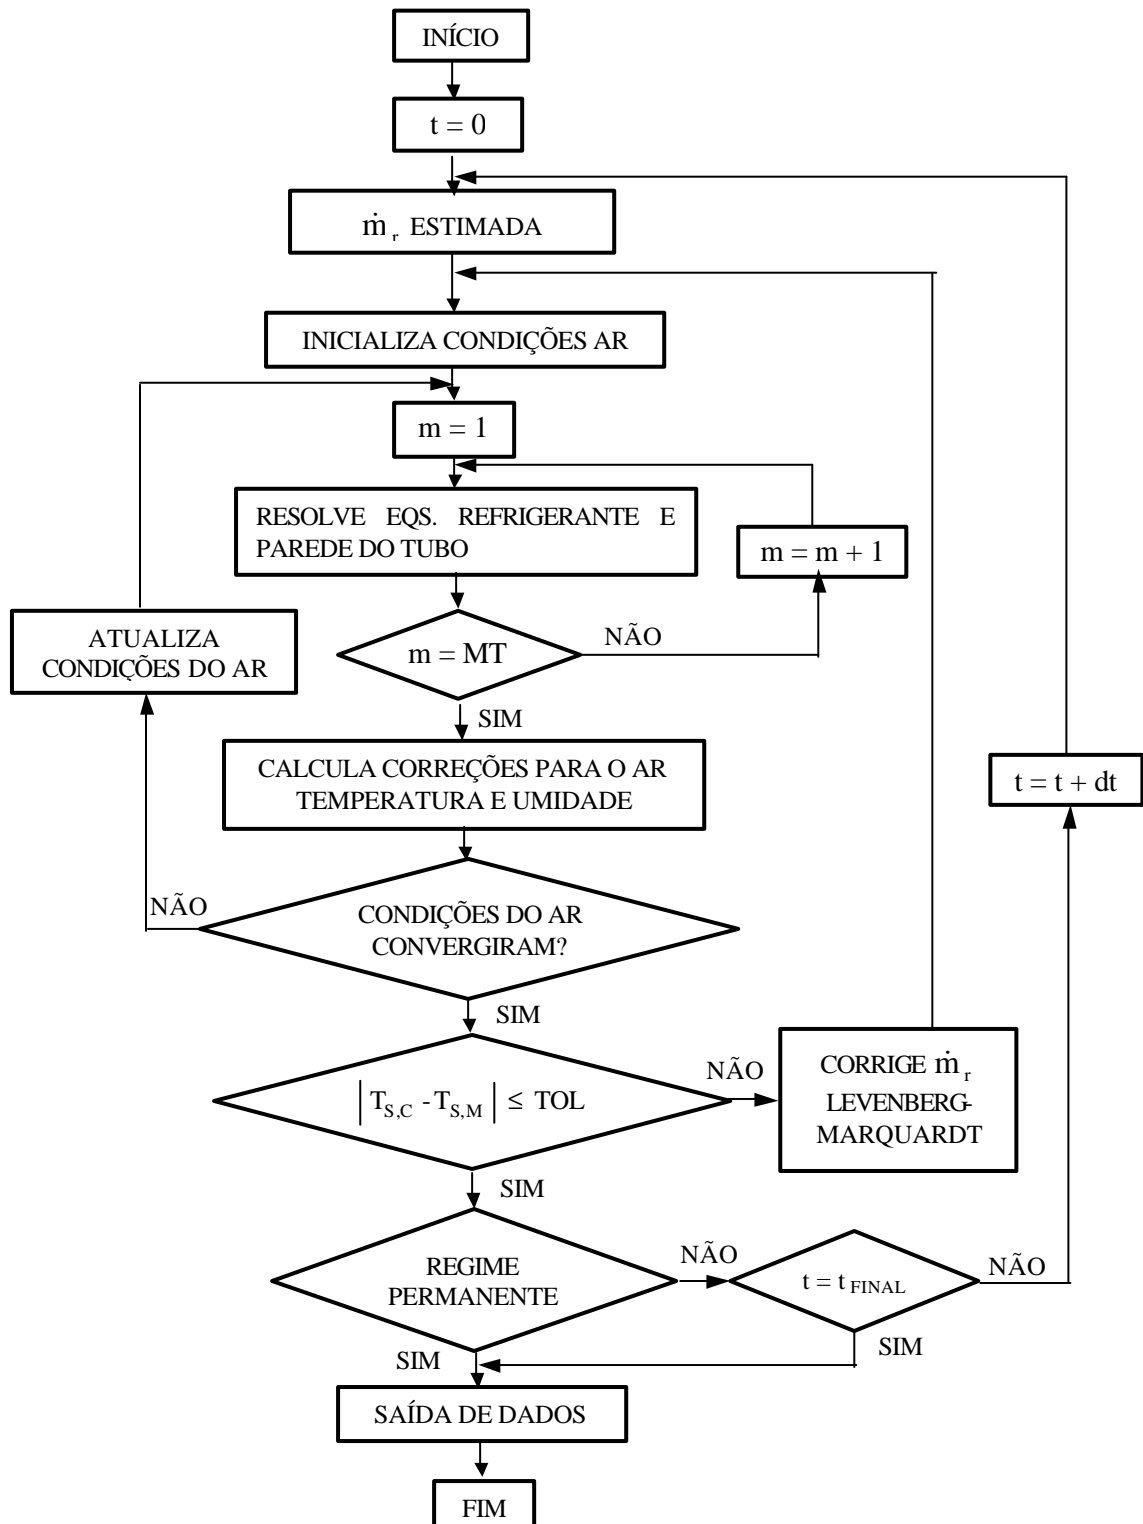 INÍCIO
t = 0
ṁ r ESTIMADA
INICIALIZA CONDIÇÕES AR
m = 1
RESOLVE EQS. REFRIGERANTE E
PAREDE DO TUBO
m = m + 1
ATUALIZA
CONDIÇÕES DO AR
m = MT
NÃO
SIM
CALCULA CORREÇÕES PARA O AR
TEMPERATURA E UMIDADE
t = t + dt
NÃO
CONDIÇÕES DO AR
CONVERGIRAM?
SIM
|T S,C - T S,M| ≤ TOL
NÃO
CORRIGE ṁ r
LEVENBERG-
MARQUARDT
SIM
REGIME
PERMANENTE
NÃO
t = t FINAL
NÃO
SIM
SIM
SAÍDA DE DADOS
FIM